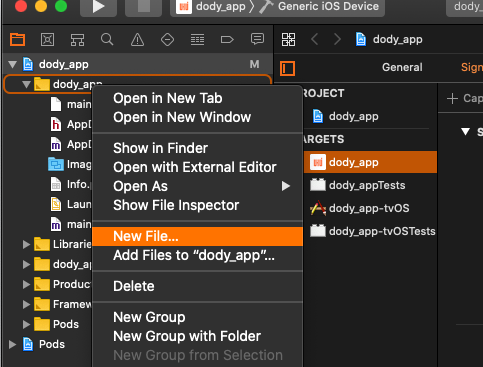 dody_app
Generic iOS Device
dody_
dody_app
M
dody_app
General
Sign
dody_app
main
AppD
AppD
Imag
Info.p
Laun
main
Libraries
dody_ap
Product
Framew
Pods
Pods
Open in New Tab
Open in New Window
Show in Finder
Open with External Editor
Open As
Show File Inspector
New File...
Add Files to “dody_app”...
Delete
New Group
New Group with Folder
New Group from Selection
ROJECT
dody_app
ARGETS
dody_app
dody_appTests
dody_app-tvOS
dody_app-tvOSTests
+ Cap
S